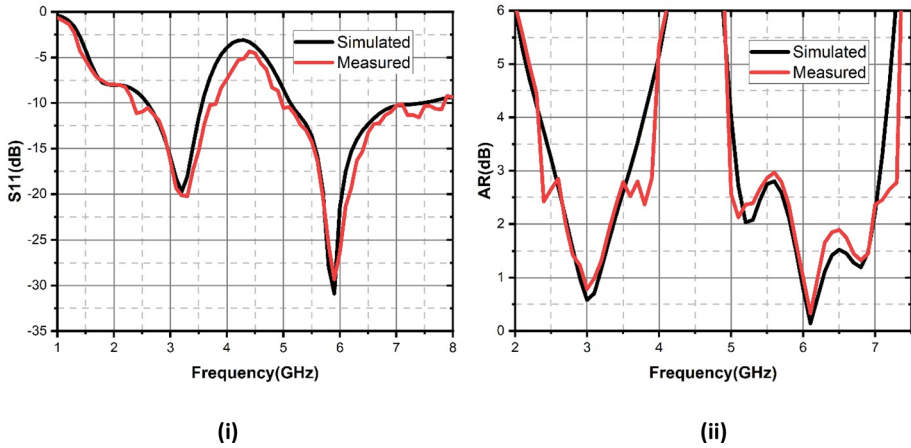 0
-5
-10
-15
-20
-25
-30
-35
S11(dB)
Simulated
Measured
1 2 3 4 5 6 7 8
Frequency(GHz)
(i)
6
5
4
3
2
1
0
AR(dB)
Simulated
Measured
2 3 4 5 6 7
Frequency(GHz)
(ii)